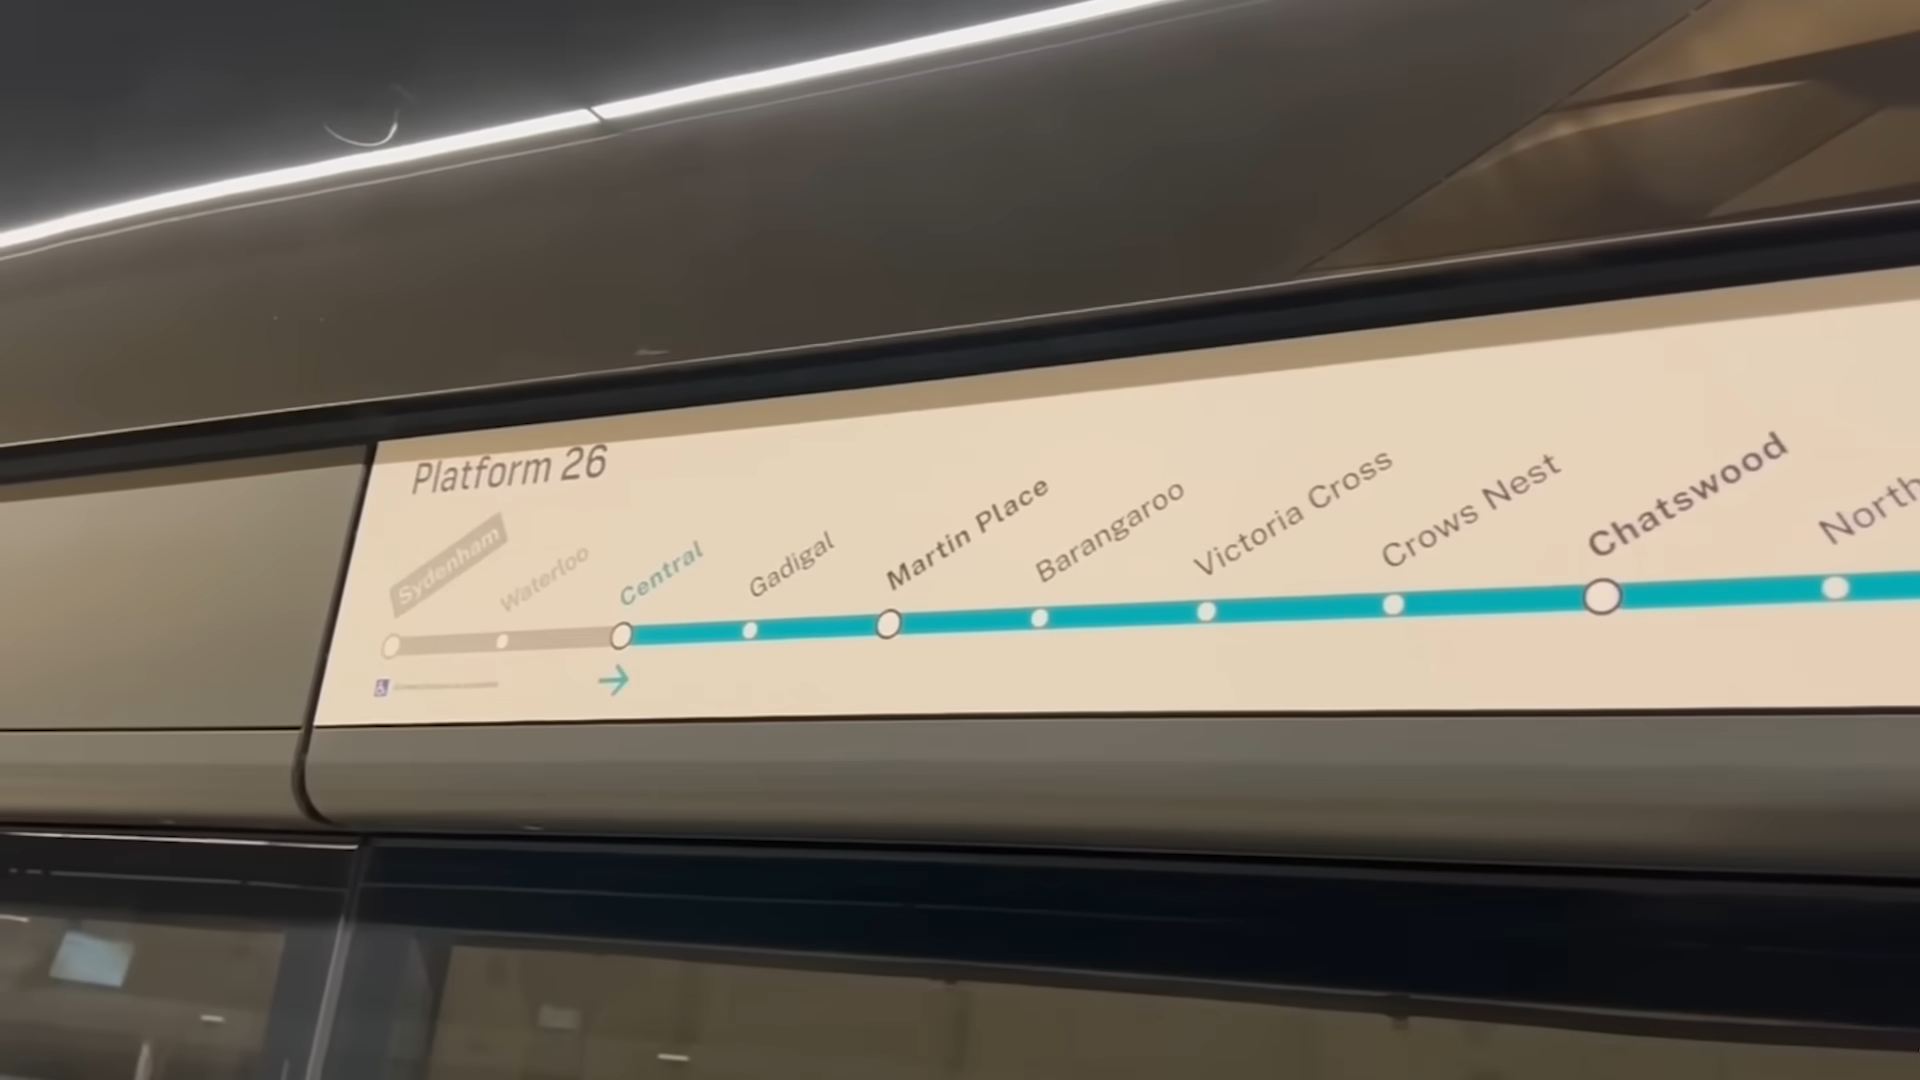 Platform 26
Sydenham
Waterloo
Central
Gadigal
Martin Place
Barangaroo
Victoria Cross
Crows Nest
Chatswood
North